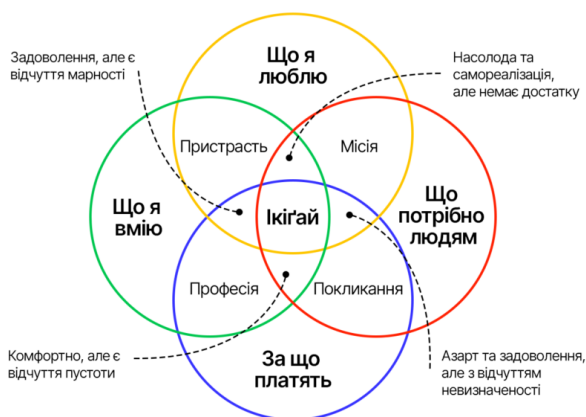 Задоволення, але є
відчуття марності
Що я
люблю
Насолода та
самореалізація,
але немає достатку
Пристрасть
Місія
Що я
вмію
Ікіґай
Що
потрібно
людям
Професія
Покликання
Комфортно, але є
відчуття пустоти
За що
платять
Азарт та задоволення,
але з відчуттям
невизначеності